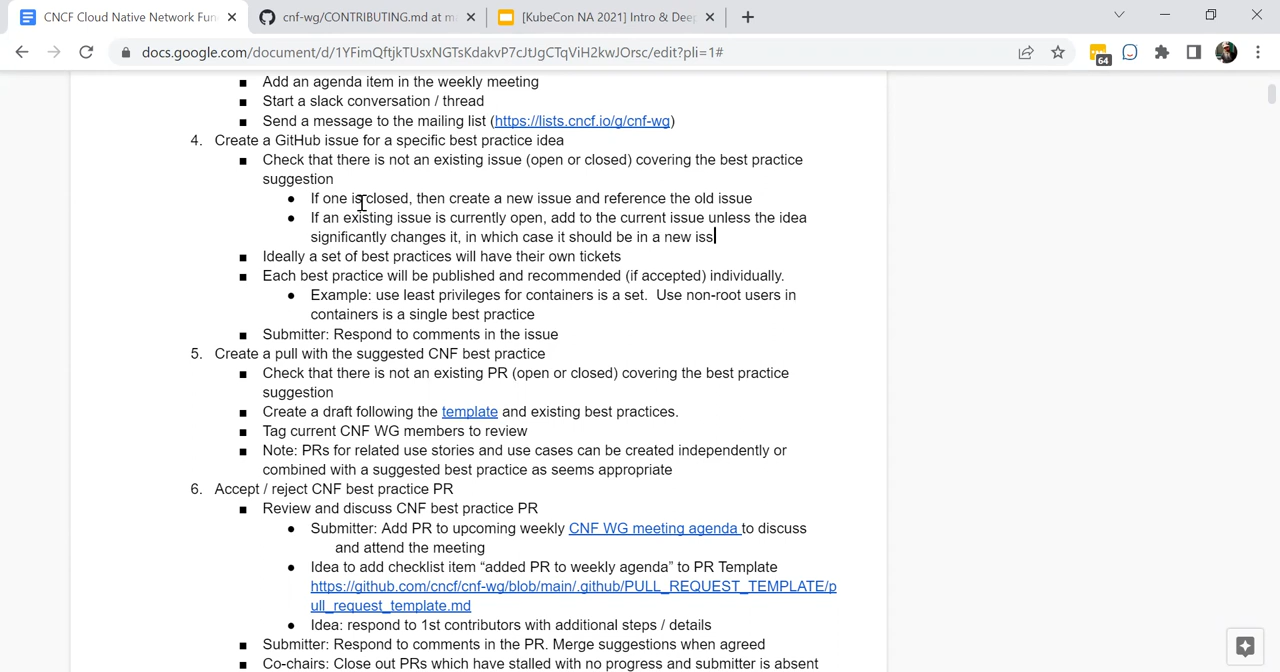 CNCF Cloud Native Network Fun
cnf-wg/CONTRIBUTING.md at m
[KubeCon NA 2021] Intro & Deep
docs.google.com/document/d/1YFimQftjkTUsxNGTsKdakvP7cJtJgCTqViH2kwJOrsc/edit?pli=1#
64
■ Add an agenda item in the weekly meeting
■ Start a slack conversation / thread
■ Send a message to the mailing list (https://lists.cncf.io/g/cnf-wg)
4. Create a GitHub issue for a specific best practice idea
■ Check that there is not an existing issue (open or closed) covering the best practice
suggestion
● If one is closed, then create a new issue and reference the old issue
● If an existing issue is currently open, add to the current issue unless the idea
significantly changes it, in which case it should be in a new iss
■ Ideally a set of best practices will have their own tickets
■ Each best practice will be published and recommended (if accepted) individually.
● Example: use least privileges for containers is a set.  Use non-root users in
containers is a single best practice
■ Submitter: Respond to comments in the issue
5. Create a pull with the suggested CNF best practice
■ Check that there is not an existing PR (open or closed) covering the best practice
suggestion
■ Create a draft following the template and existing best practices.
■ Tag current CNF WG members to review
■ Note: PRs for related use stories and use cases can be created independently or
combined with a suggested best practice as seems appropriate
6. Accept / reject CNF best practice PR
■ Review and discuss CNF best practice PR
● Submitter: Add PR to upcoming weekly CNF WG meeting agenda to discuss
and attend the meeting
● Idea to add checklist item “added PR to weekly agenda” to PR Template
https://github.com/cncf/cnf-wg/blob/main/.github/PULL_REQUEST_TEMPLATE/p
ull_request_template.md
● Idea: respond to 1st contributors with additional steps / details
■ Submitter: Respond to comments in the PR. Merge suggestions when agreed
■ Co-chairs: Close out PRs which have stalled with no progress and submitter is absent